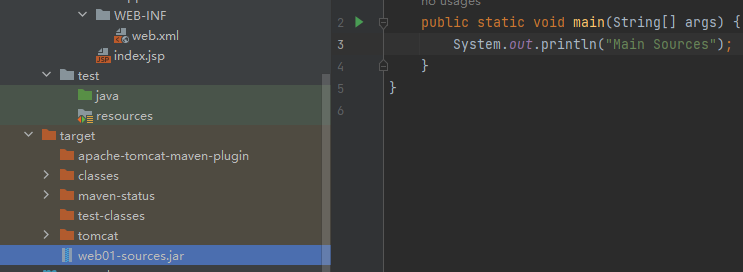 WEB-INF
web.xml
index.jsp
test
java
resources
target
apache-tomcat-maven-plugin
classes
maven-status
test-classes
tomcat
web01-sources.jar
no usages
2 public static void main(String[] args) {
3 System.out.println("Main Sources");
4 }
5 }
6